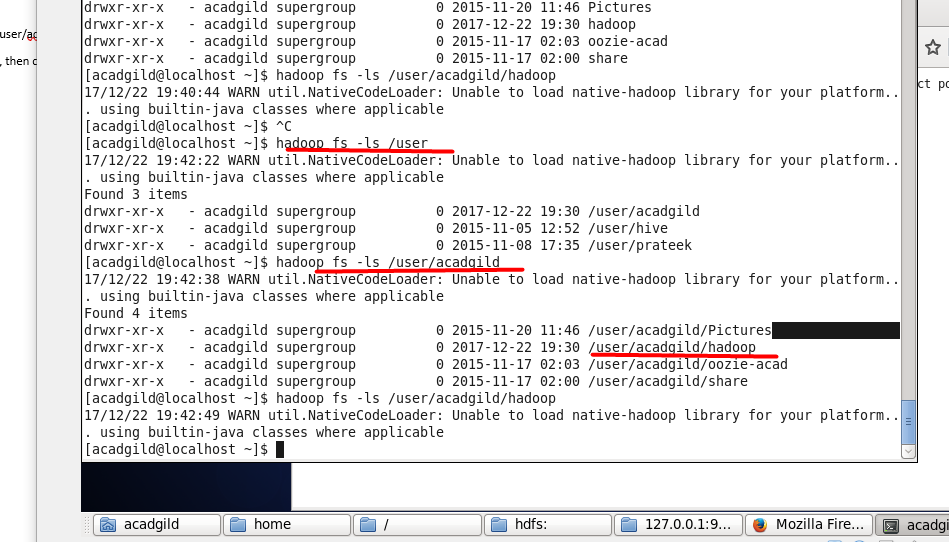 drwxr-xr-x   - acadgild supergroup          0 2015-11-20 11:46 Pictures
drwxr-xr-x   - acadgild supergroup          0 2017-12-22 19:30 hadoop
user/ac
drwxr-xr-x   - acadgild supergroup          0 2015-11-17 02:03 oozie-acad
drwxr-xr-x   - acadgild supergroup          0 2015-11-17 02:00 share
, then
[acadgild@localhost ~]$ hadoop fs -ls /user/acadgild/hadoop
ct po
17/12/22 19:40:44 WARN util.NativeCodeLoader: Unable to load native-hadoop library for your platform..
. using builtin-java classes where applicable
[acadgild@localhost ~]$ ^C
[acadgild@localhost ~]$ hadoop fs -ls /user
17/12/22 19:42:22 WARN util.NativeCodeLoader: Unable to load native-hadoop library for your platform..
. using builtin-java classes where applicable
Found 3 items
drwxr-xr-x   - acadgild supergroup          0 2017-12-22 19:30 /user/acadgild
drwxr-xr-x   - acadgild supergroup          0 2015-11-05 12:52 /user/hive
drwxr-xr-x   - acadgild supergroup          0 2015-11-08 17:35 /user/prateek
[acadgild@localhost ~]$ hadoop fs -ls /user/acadgild
17/12/22 19:42:38 WARN util.NativeCodeLoader: Unable to load native-hadoop library for your platform..
. using builtin-java classes where applicable
Found 4 items
drwxr-xr-x   - acadgild supergroup          0 2015-11-20 11:46 /user/acadgild/Pictures
drwxr-xr-x   - acadgild supergroup          0 2017-12-22 19:30 /user/acadgild/hadoop
drwxr-xr-x   - acadgild supergroup          0 2015-11-17 02:03 /user/acadgild/oozie-acad
drwxr-xr-x   - acadgild supergroup          0 2015-11-17 02:00 /user/acadgild/share
[acadgild@localhost ~]$ hadoop fs -ls /user/acadgild/hadoop
17/12/22 19:42:49 WARN util.NativeCodeLoader: Unable to load native-hadoop library for your platform..
. using builtin-java classes where applicable
[acadgild@localhost ~]$
acadgild home / hdfs: 127.0.0.1:9... Mozilla Fire... acadgi